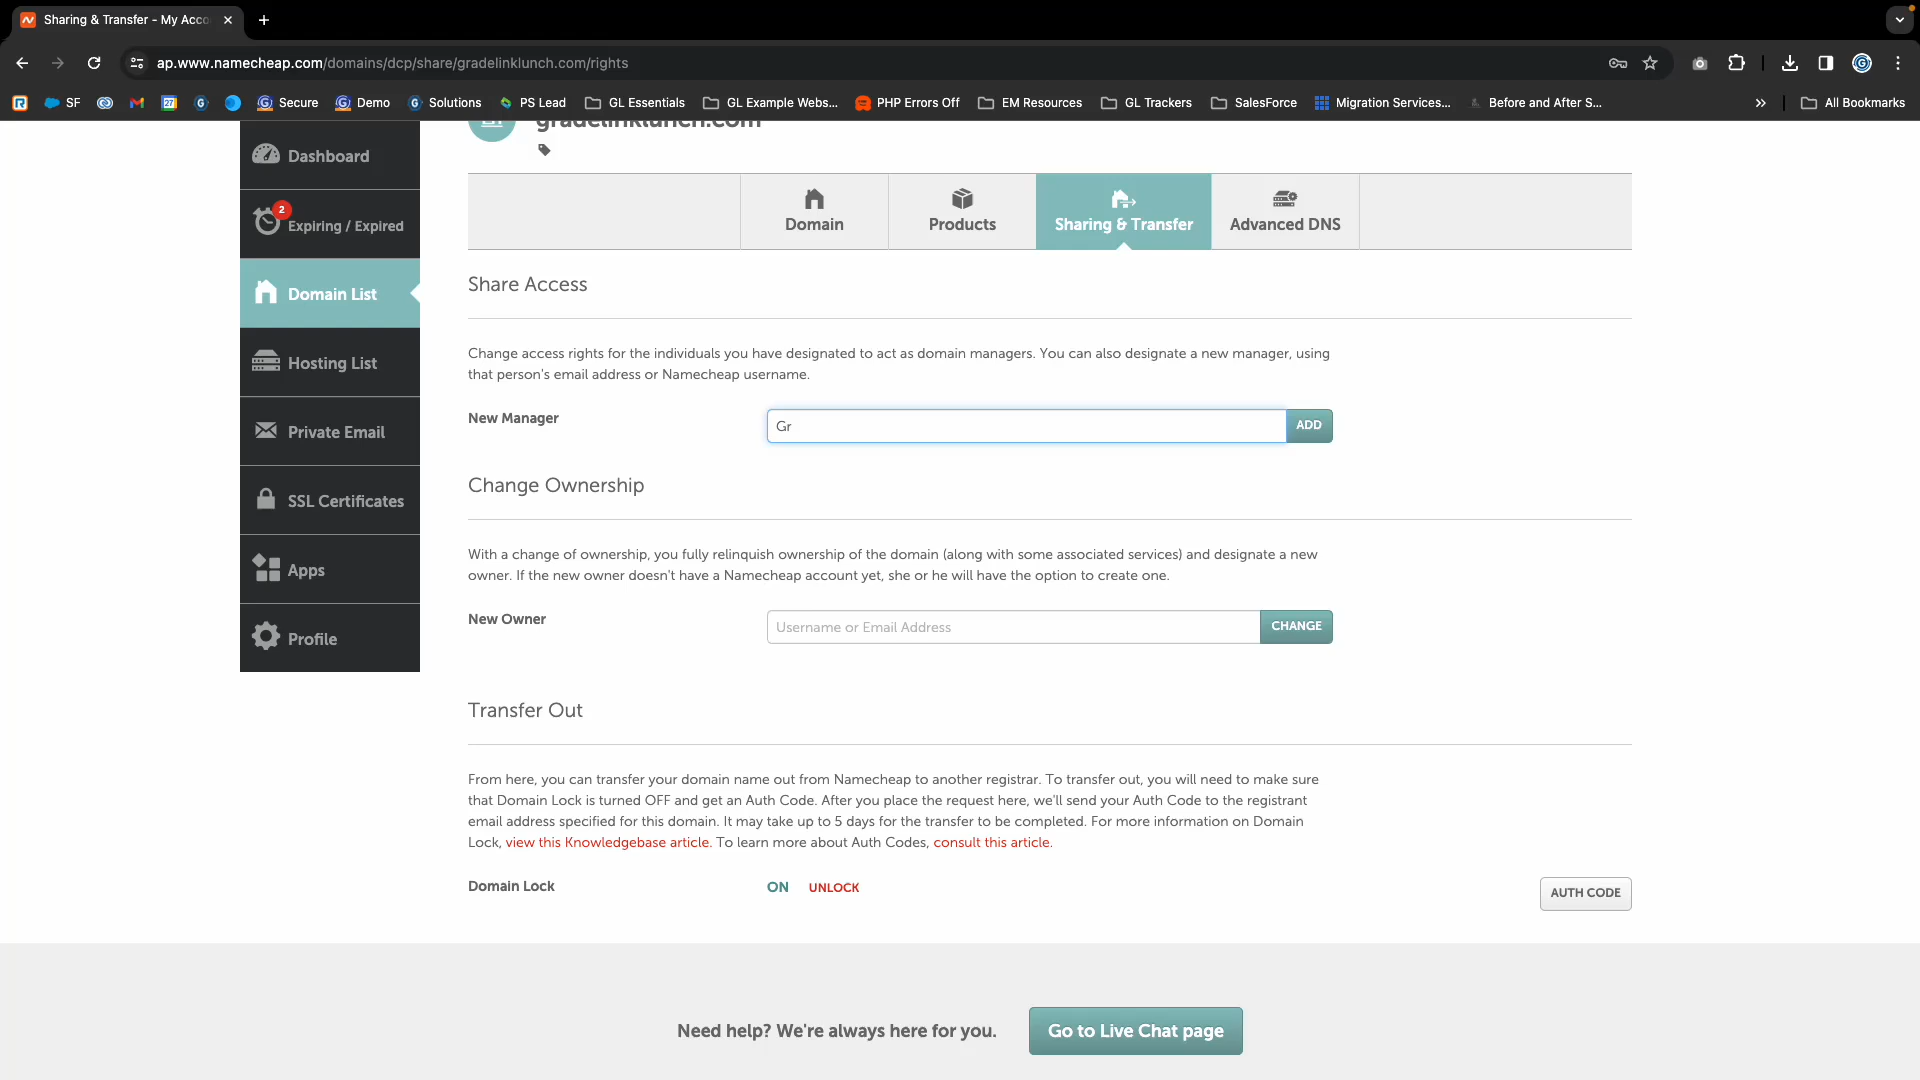 Sharing & Transfer - My Acco
ap.www.namecheap.com/domains/dcp/share/gradelinklunch.com/rights
SF
27
Secure
Demo
Solutions
PS Lead
GL Essentials
GL Example Webs...
PHP Errors Off
EM Resources
GL Trackers
SalesForce
Migration Services...
Before and After S...
»
All Bookmarks
gradelinklunch.com
Dashboard
2
Expiring / Expired
Domain List
Hosting List
Private Email
SSL Certificates
Apps
Profile
Domain
Products
Sharing & Transfer
Advanced DNS
Share Access
Change access rights for the individuals you have designated to act as domain managers. You can also designate a new manager, using
that person's email address or Namecheap username.
New Manager
Gr
ADD
Change Ownership
With a change of ownership, you fully relinquish ownership of the domain (along with some associated services) and designate a new
owner. If the new owner doesn't have a Namecheap account yet, she or he will have the option to create one.
New Owner
Username or Email Address
CHANGE
Transfer Out
From here, you can transfer your domain name out from Namecheap to another registrar. To transfer out, you will need to make sure
that Domain Lock is turned OFF and get an Auth Code. After you place the request here, we'll send your Auth Code to the registrant
email address specified for this domain. It may take up to 5 days for the transfer to be completed. For more information on Domain
Lock, view this Knowledgebase article. To learn more about Auth Codes, consult this article.
Domain Lock
ON
UNLOCK
AUTH CODE
Need help? We're always here for you.
Go to Live Chat page